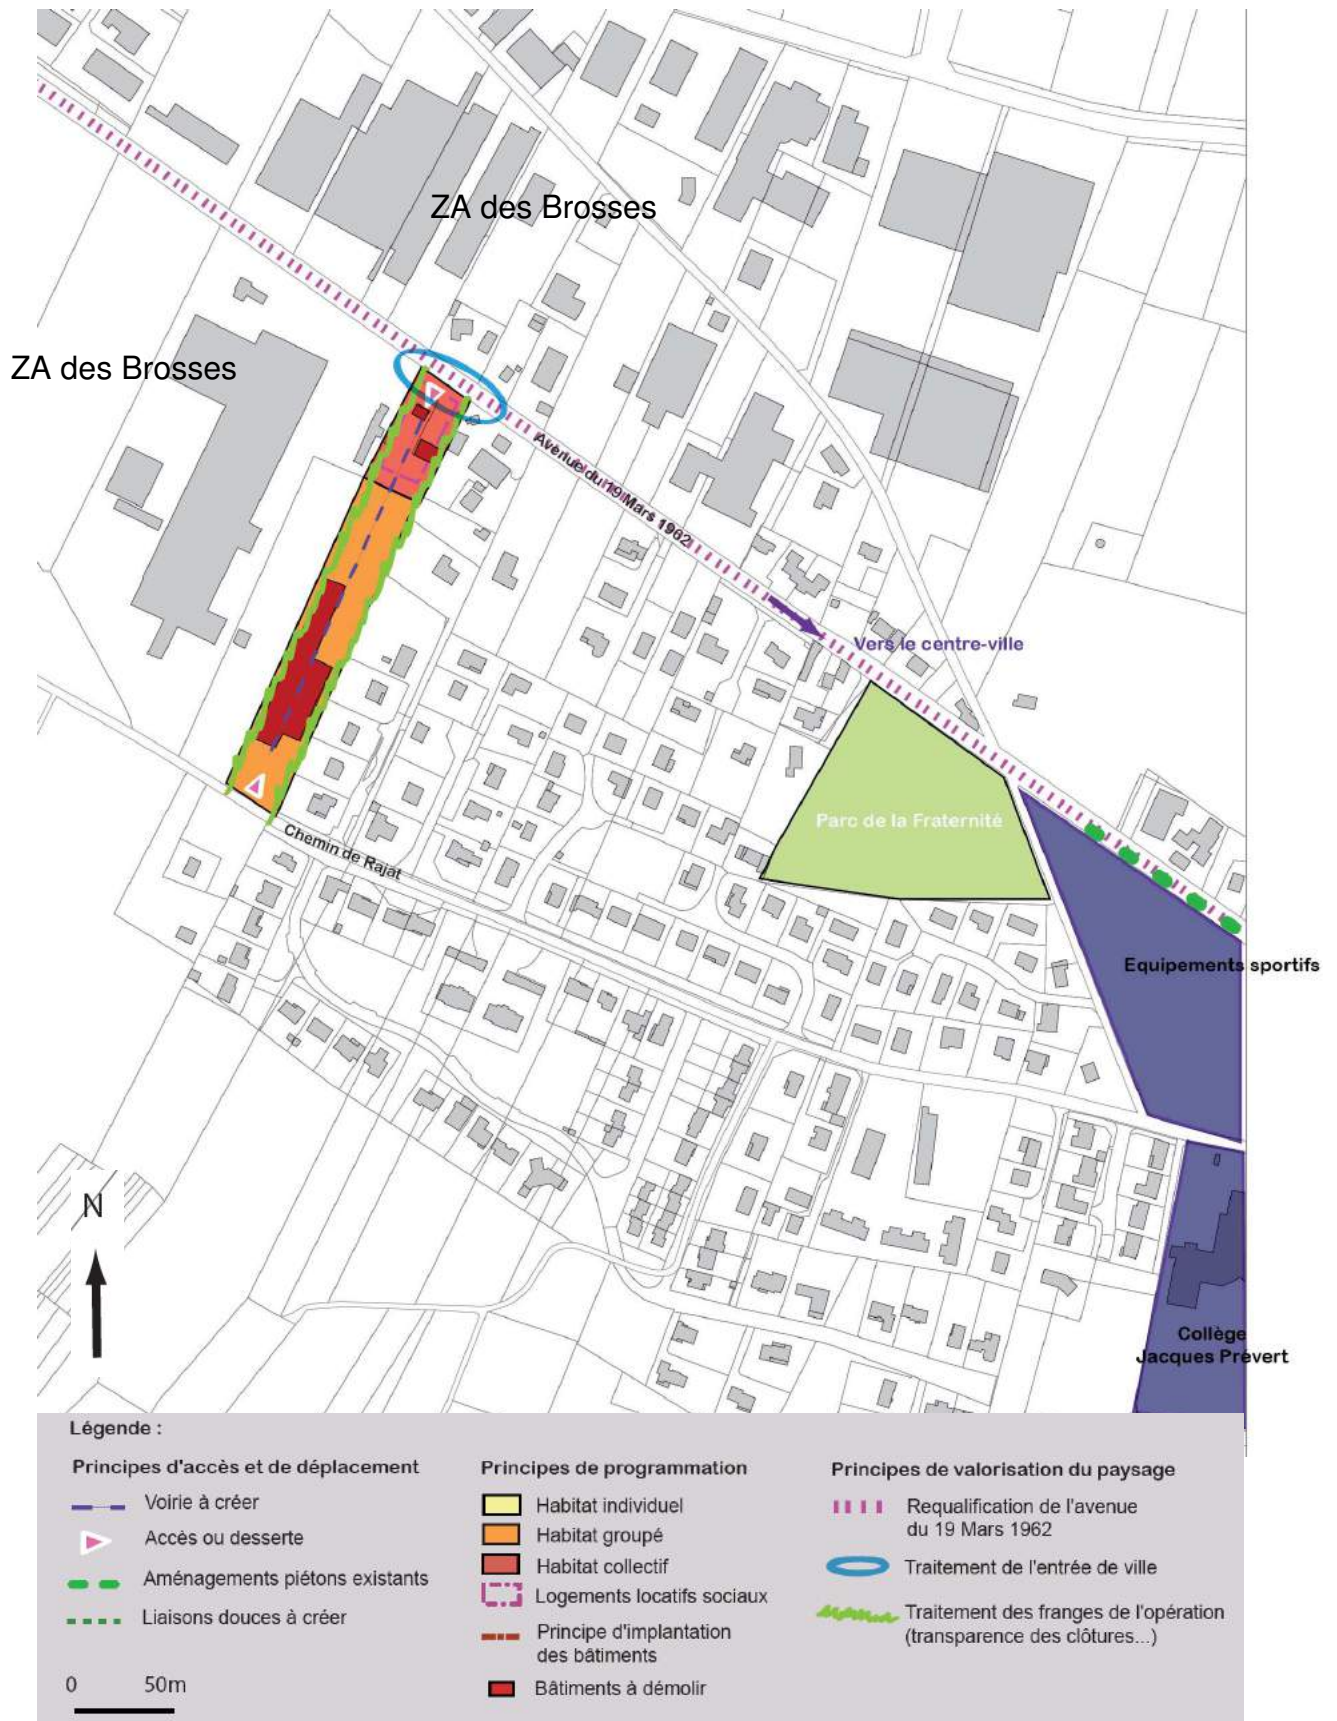 ZA des Brosses
ZA des Brosses
Avenue du 19 Mars 1962
Vers le centre-ville
Parc de la Fraternité
Chemin de Rajat
Equipements sportifs
N
Collège
Jacques Prévert
Légende :
Principes d'accès et de déplacement
Voirie à créer
Accès ou desserte
Aménagements piétons existants
Liaisons douces à créer
0 50m
Principes de programmation
Habitat individuel
Habitat groupé
Habitat collectif
Logements locatifs sociaux
Principe d'implantation
des bâtiments
Bâtiments à démolir
Principes de valorisation du paysage
Requalification de l'avenue
du 19 Mars 1962
Traitement de l'entrée de ville
Traitement des franges de l'opération
(transparence des clôtures...)